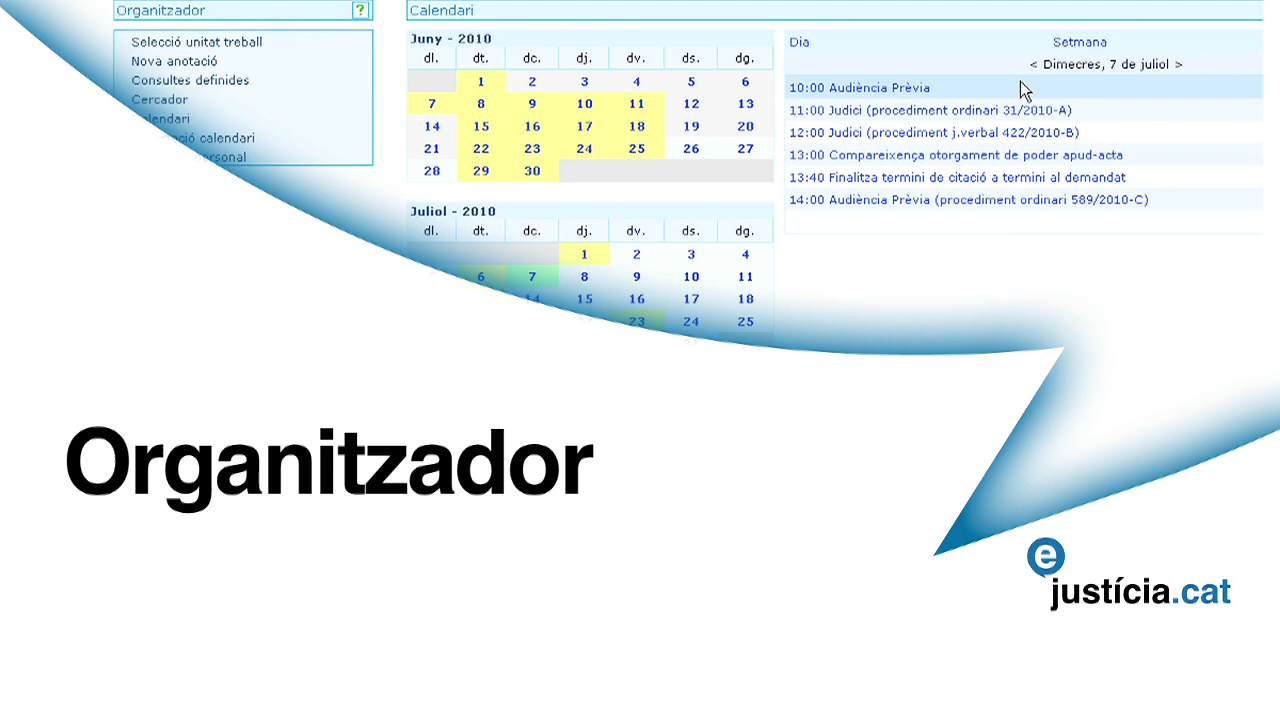 Organitzador
?
Selecció unitat treball
Nova anotació
Consultes definides
Cercador
calendari
personal
Calendari
Juny - 2010
dl. dt. dc. dj. dv. ds. dg.
1 2 3 4 5 6
7 8 9 10 11 12 13
14 15 16 17 18 19 20
21 22 23 24 25 26 27
28 29 30
Juliol - 2010
dl. dt. dc. dj. dv. ds. dg.
1 2 3 4
6 7 8 9 10 11
14 15 16 17 18
23 24 25
Dia Setmana
< Dimecres, 7 de juliol >
10:00 Audiència Prèvia
11:00 Judici (procediment ordinari 31/2010-A)
12:00 Judici (procediment j.verbal 422/2010-B)
13:00 Compareixença otorgament de poder apud-acta
13:40 Finalitza termini de citació a termini al demandat
14:00 Audiència Prèvia (procediment ordinari 589/2010-C)
Organitzador
e
justícia.cat